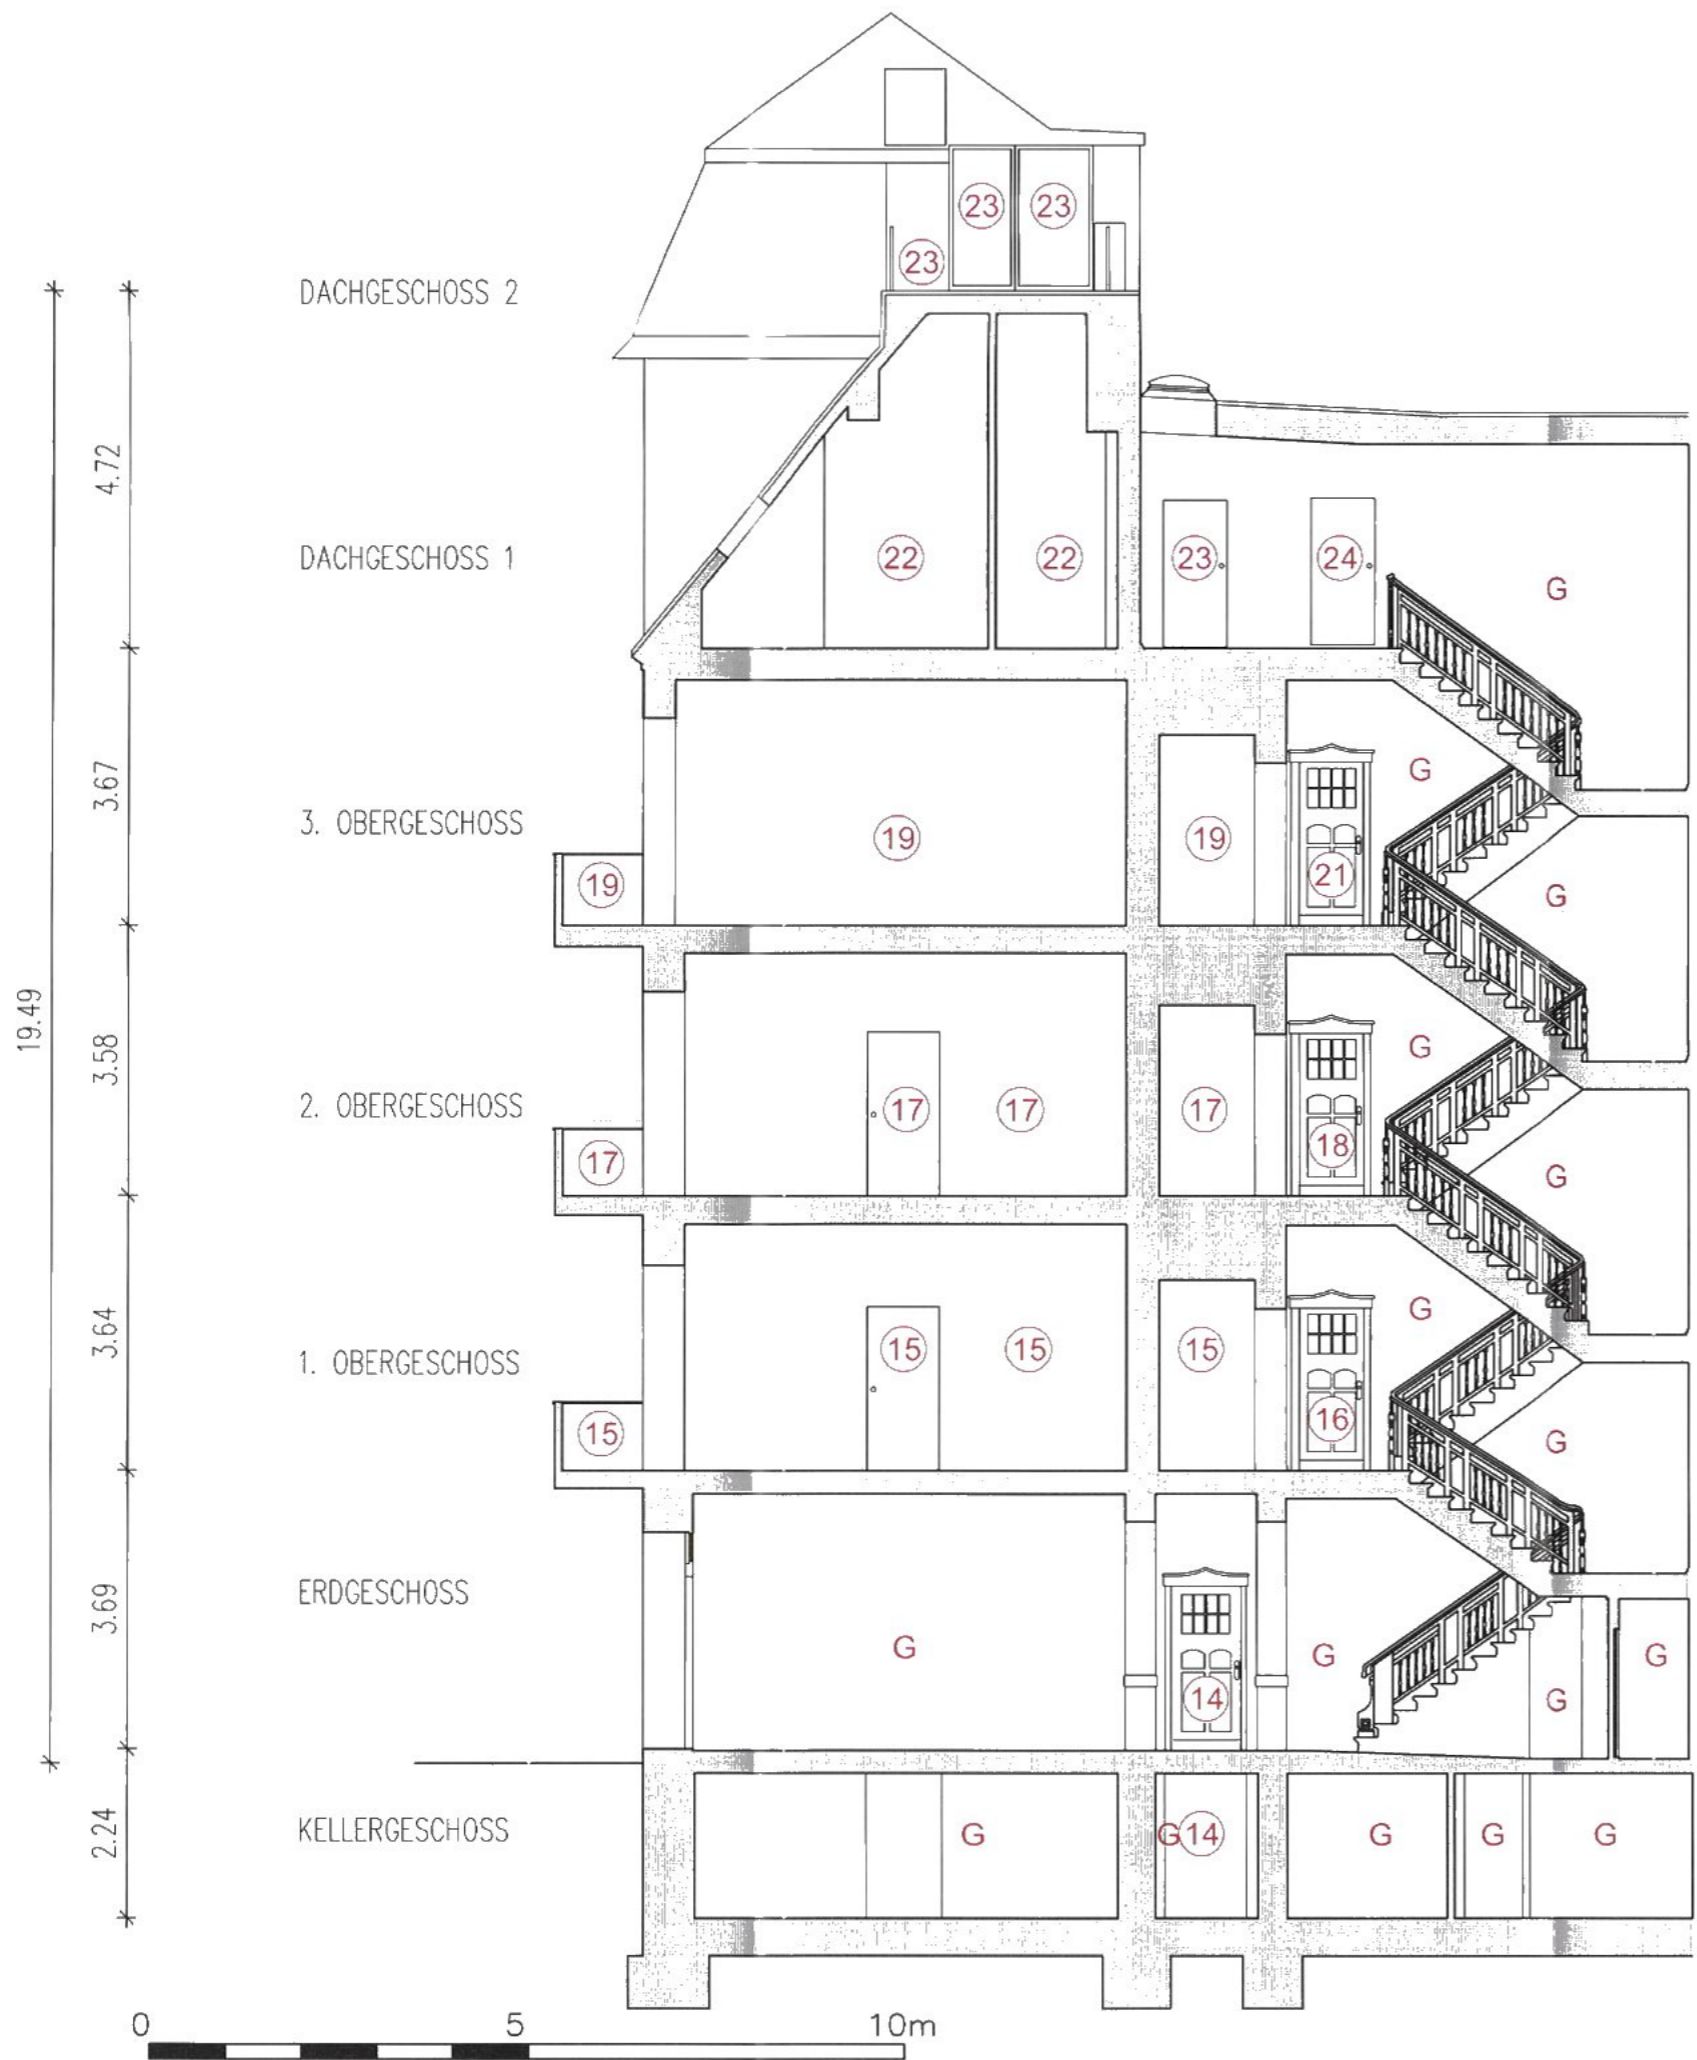 23 23
23
DACHGESCHOSS 2
4.72
DACHGESCHOSS 1
22 22 23 24 G
3.67
G
3. OBERGESCHOSS
19 19 19 21 G
19.49
3.58
G
2. OBERGESCHOSS
17 17 17 17 18 G
3.64
G
1. OBERGESCHOSS
15 15 15 15 16 G
3.69
ERDGESCHOSS
G 14 G G G
2.24
KELLERGESCHOSS
G G 14 G G G
0 5 10m